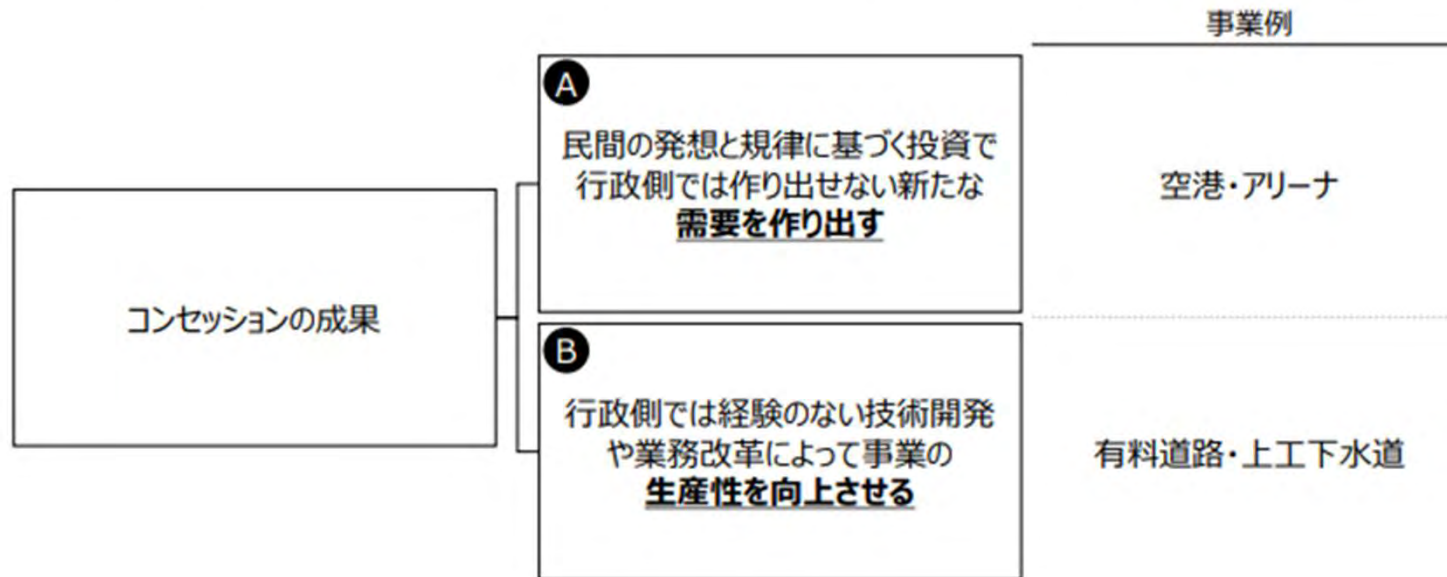 事業例
A
民間の発想と規律に基づく投資で
行政側では作り出せない新たな
需要を作り出す
空港・アリーナ
コンセッションの成果
B
行政側では経験のない技術開発
や業務改革によって事業の
生産性を向上させる
有料道路・上工下水道